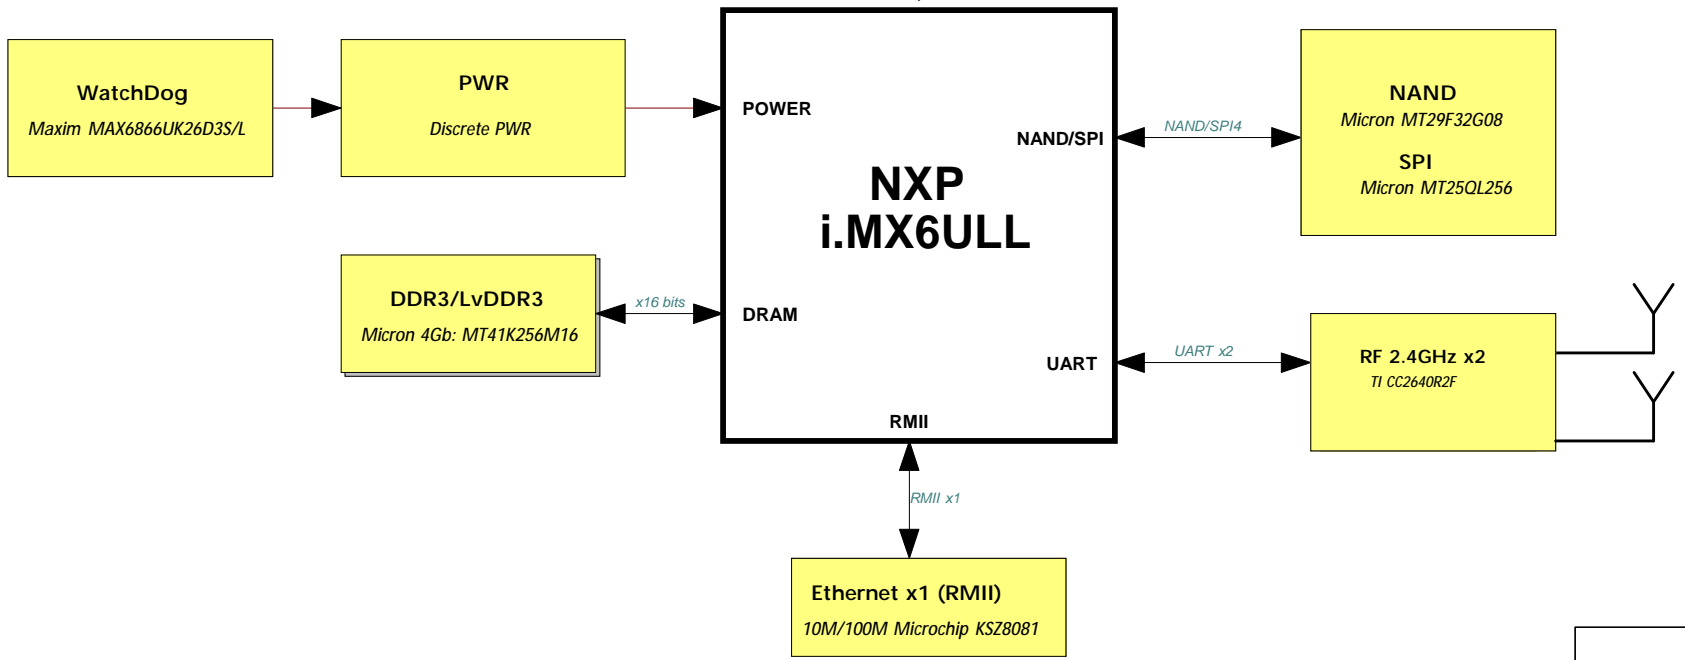 WatchDog
Maxim MAX6866UK26D3S/L
PWR
Discrete PWR
POWER
NAND/SPI
NXP
i.MX6ULL
DRAM
UART
RMII
NAND/SPI4
NAND
Micron MT29F32G08
SPI
Micron MT25QL256
DDR3/LvDDR3
Micron 4Gb: MT41K256M16
x16 bits
UART x2
RF 2.4GHz x2
TI CC2640R2F
RMII x1
Ethernet x1 (RMII)
10M/100M Microchip KSZ8081